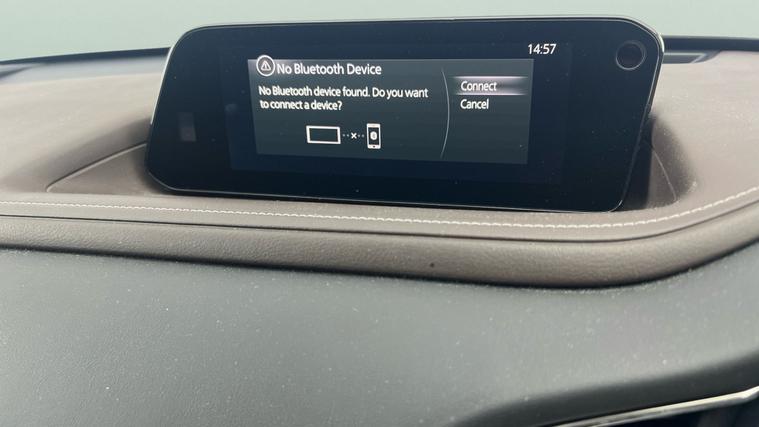 14:57
No Bluetooth Device
No Bluetooth device found. Do you want
to connect a device?
Connect
Cancel